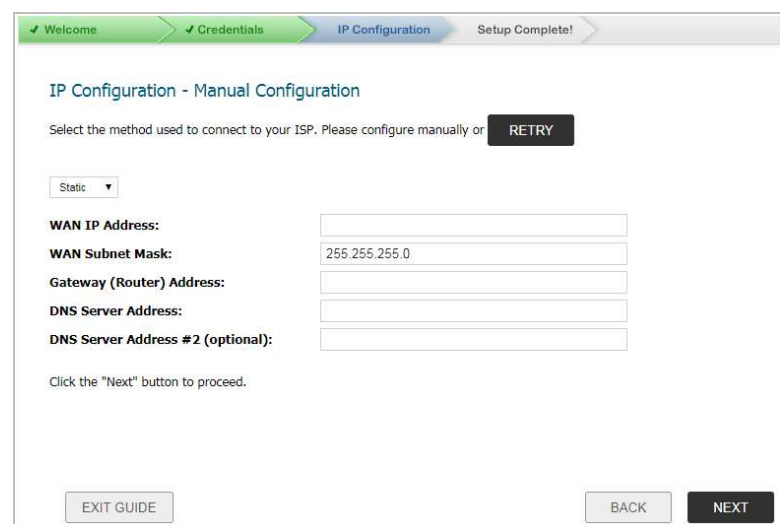 ✔ Welcome ✔ Credentials IP Configuration Setup Complete!
IP Configuration - Manual Configuration
Select the method used to connect to your ISP. Please configure manually or RETRY
Static ▼
WAN IP Address:
WAN Subnet Mask: 255.255.255.0
Gateway (Router) Address:
DNS Server Address:
DNS Server Address #2 (optional):
Click the "Next" button to proceed.
EXIT GUIDE BACK NEXT